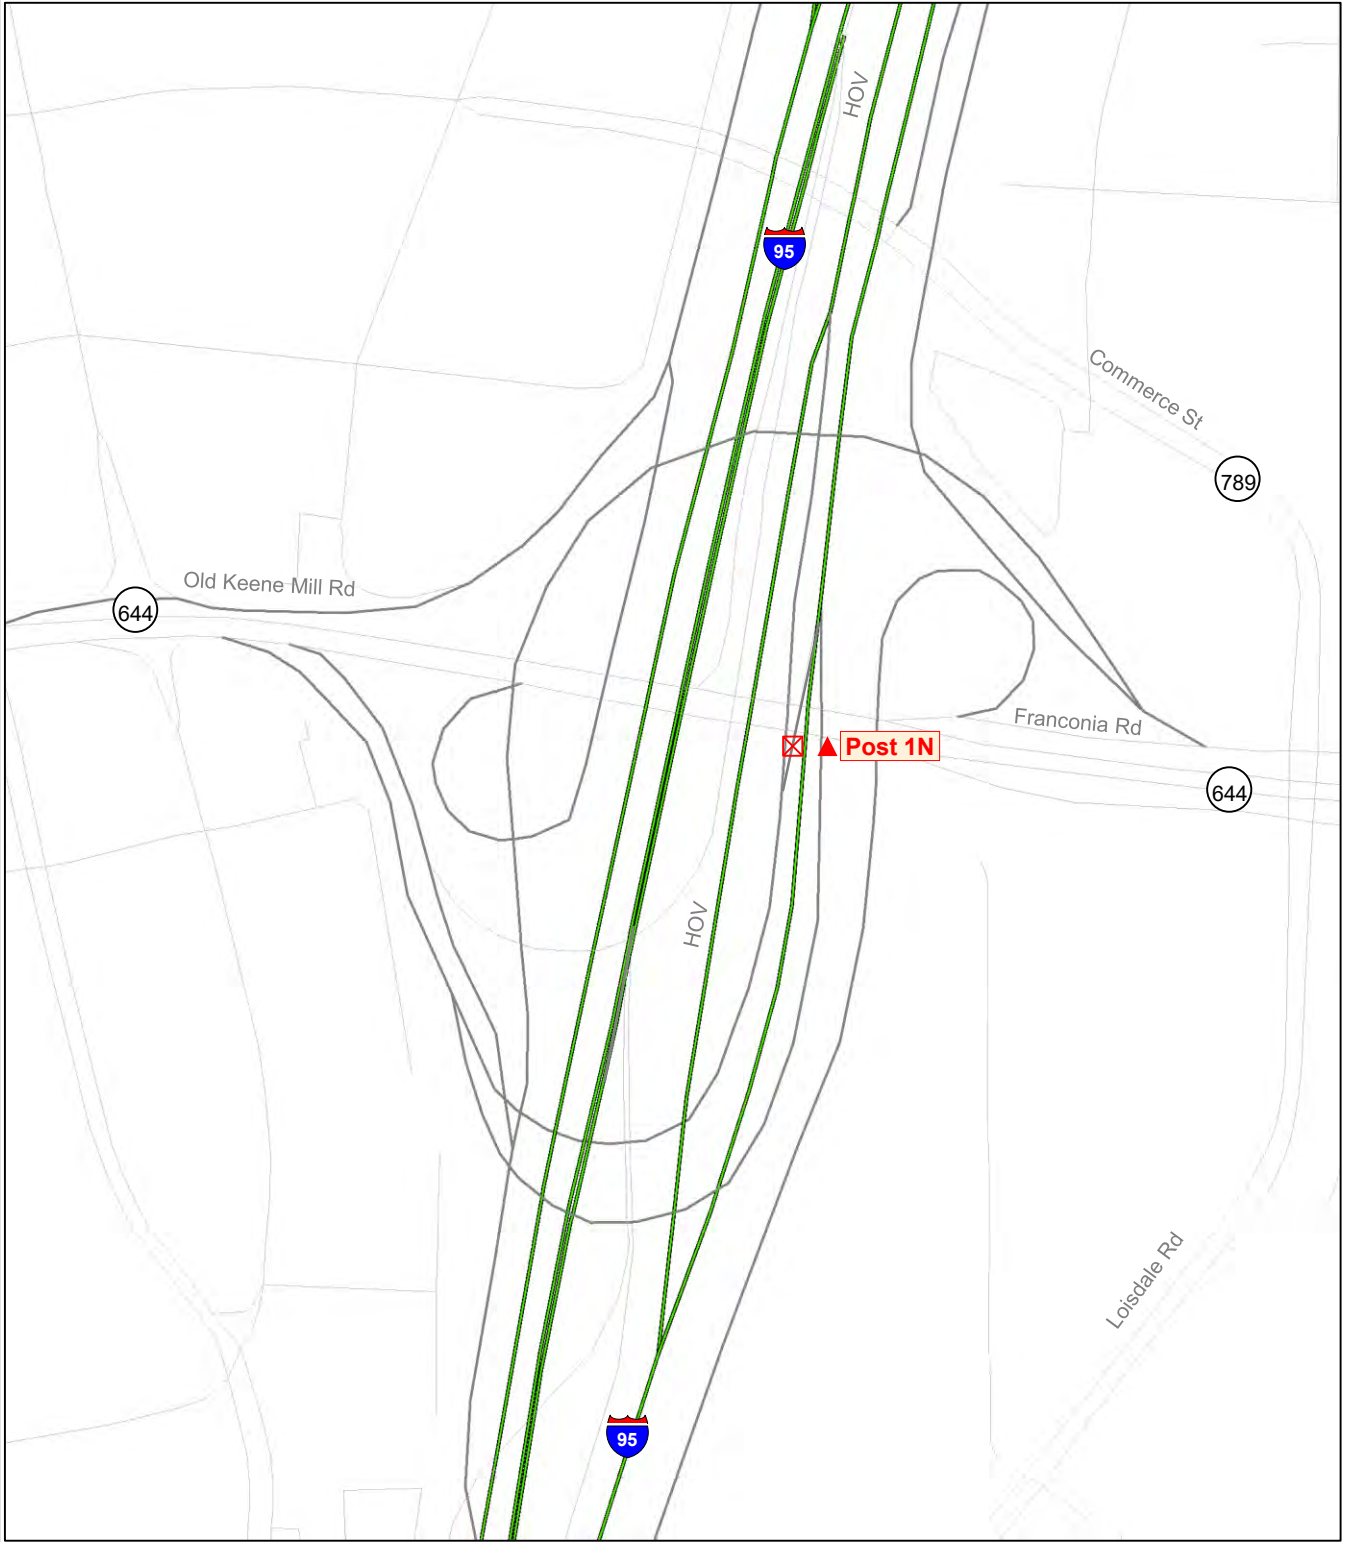 HOV
95
Commerce St
789
Old Keene Mill Rd
644
Franconia Rd
Post 1N
644
HOV
Loisdale Rd
95